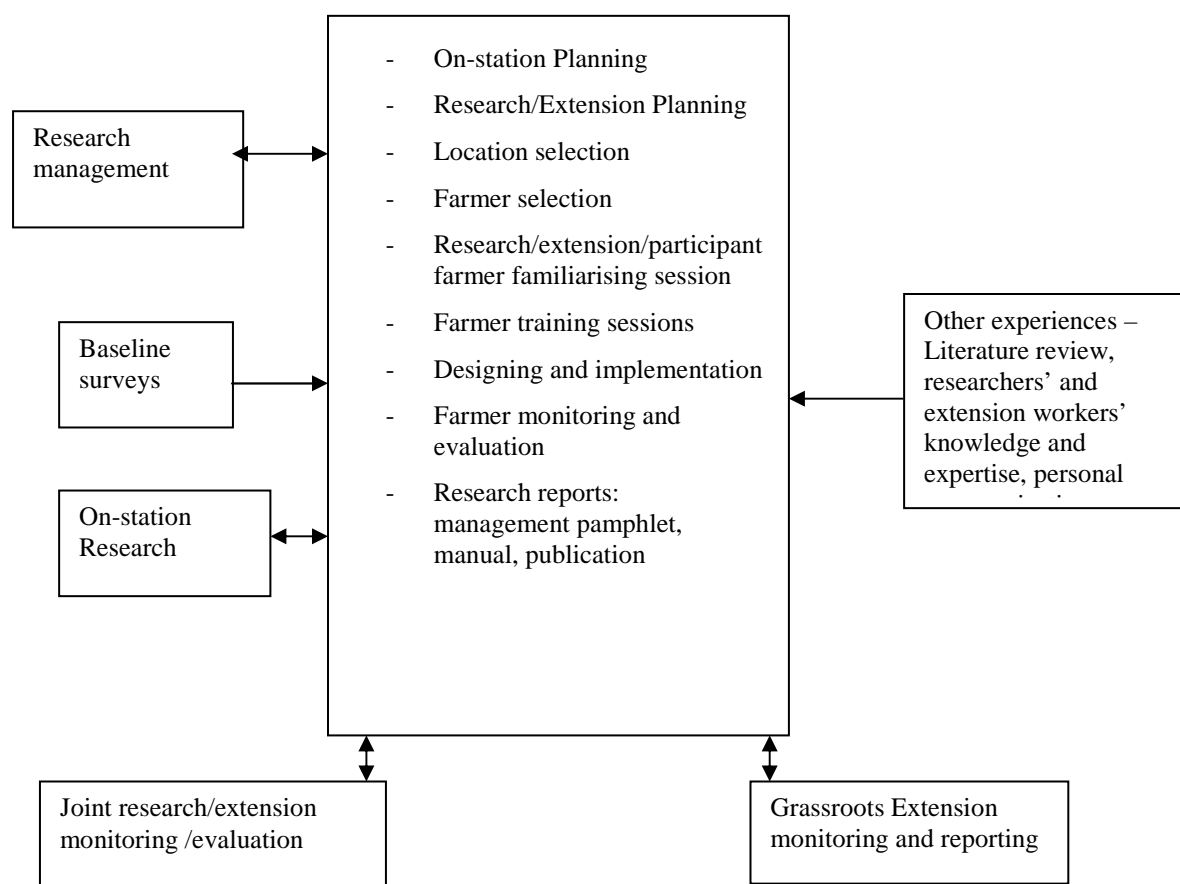 - On-station Planning
- Research/Extension Planning
- Location selection
- Farmer selection
- Research/extension/participant
farmer familiarising session
- Farmer training sessions
- Designing and implementation
- Farmer monitoring and
evaluation
- Research reports:
management pamphlet,
manual, publication
Research
management
Baseline
surveys
On-station
Research
Other experiences –
Literature review,
researchers’ and
extension workers’
knowledge and
expertise, personal
Joint research/extension
monitoring /evaluation
Grassroots Extension
monitoring and reporting